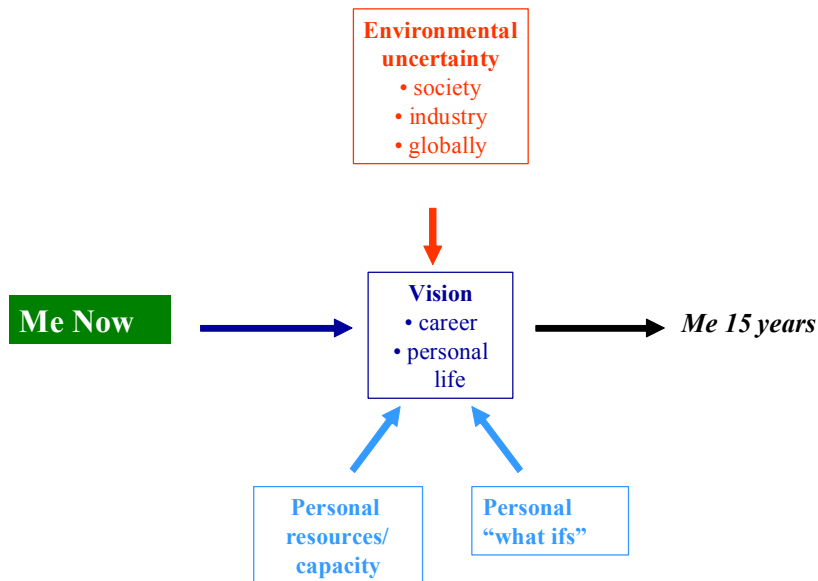 Environmental
uncertainty
• society
• industry
• globally
Me Now
Vision
• career
• personal
life
Me 15 years
Personal
resources/
capacity
Personal
“what ifs”